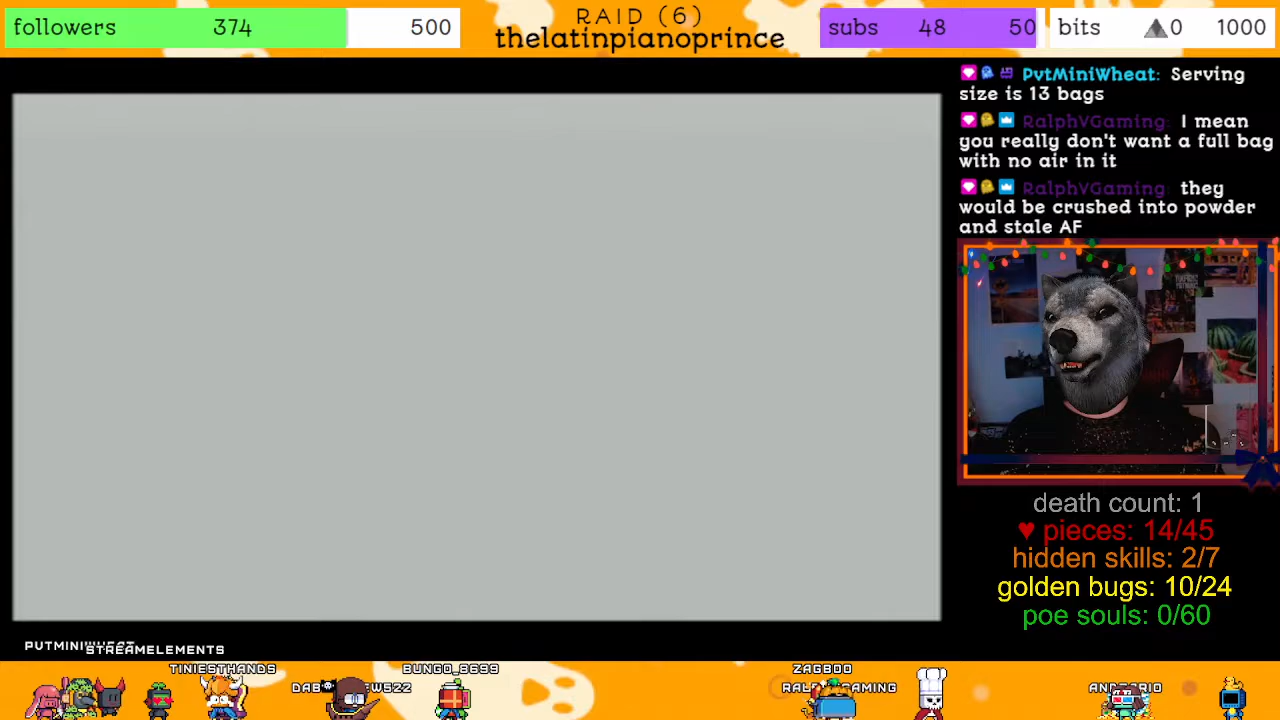 followers 374 500
RAID (6)
thelatinpianoprince
subs 48 50
bits 0 1000
PvtMiniWheat: Serving
size is 13 bags
RalphVGaming: I mean
you really don't want a full bag
with no air in it
RalphVGaming: they
would be crushed into powder
and stale AF
death count: 1
♥ pieces: 14/45
hidden skills: 2/7
golden bugs: 10/24
poe souls: 0/60
STREAMELEMENTS
TINIESTHANDS
BUNGO_8699
ZAGBOO